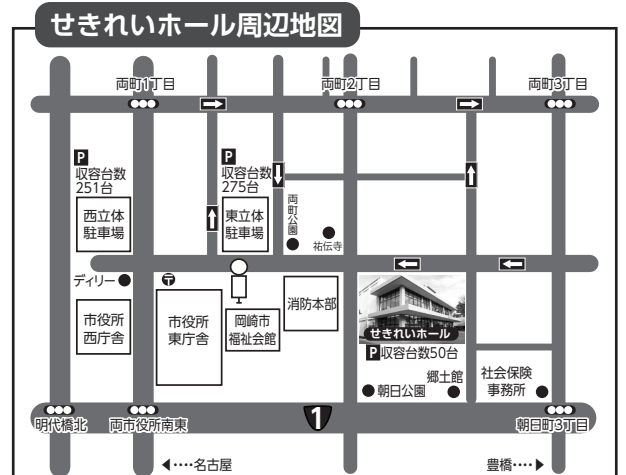 せきれいホール周辺地図
両町1丁目
両町2丁目
両町3丁目
P
収容台数
251台
西立体
駐車場
P
収容台数
275台
東立体
駐車場
両町公園
祐伝寺
ディリー
市役所
西庁舎
市役所
東庁舎
岡崎市
福祉会館
消防本部
せきれいホール
P収容台数50台
郷土館
朝日公園
社会保険
事務所
明代橋北
両市役所南東
1
朝日町3丁目
名古屋
豊橋